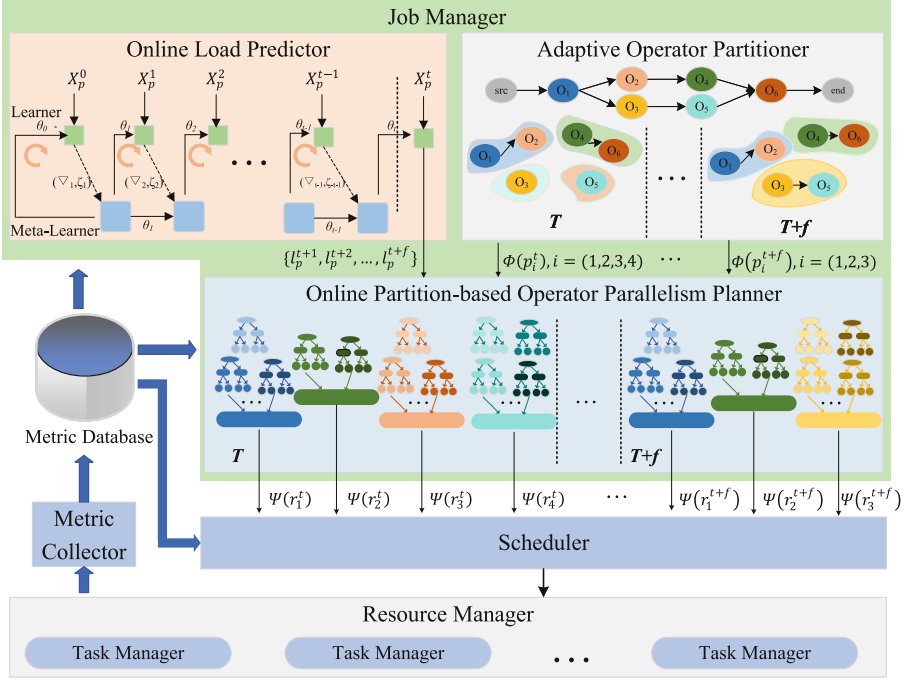 Job Manager
Online Load Predictor
X_p^0 X_p^1 X_p^2 X_p^{t-1} X_p^t
Learner
θ_0 θ_1 θ_2 θ_{t-1} θ_t
(∇_1,ζ_1) (∇_2,ζ_2) (∇_{t-1},ζ_{t-1})
Meta-Learner
θ_1 θ_{t-1}
...
{l_p^{t+1}, l_p^{t+2}, ..., l_p^{t+f}}
Adaptive Operator Partitioner
src O_1 O_2 O_3 O_4 O_5 O_6 end
O_1 O_2 O_4 O_6 O_1 O_2 O_4 O_6
O_3 O_5 ... O_3 O_5
T T+f
Φ(p_i^t), i = (1,2,3,4) ... Φ(p_i^{t+f}), i = (1,2,3)
Online Partition-based Operator Parallelism Planner
... ... ... ... ... ... ... ...
T T+f
Ψ(r_1^t) Ψ(r_2^t) Ψ(r_3^t) Ψ(r_4^t) ... Ψ(r_1^{t+f}) Ψ(r_2^{t+f}) Ψ(r_3^{t+f})
Metric Database
Metric
Collector
Scheduler
Resource Manager
Task Manager Task Manager ... Task Manager